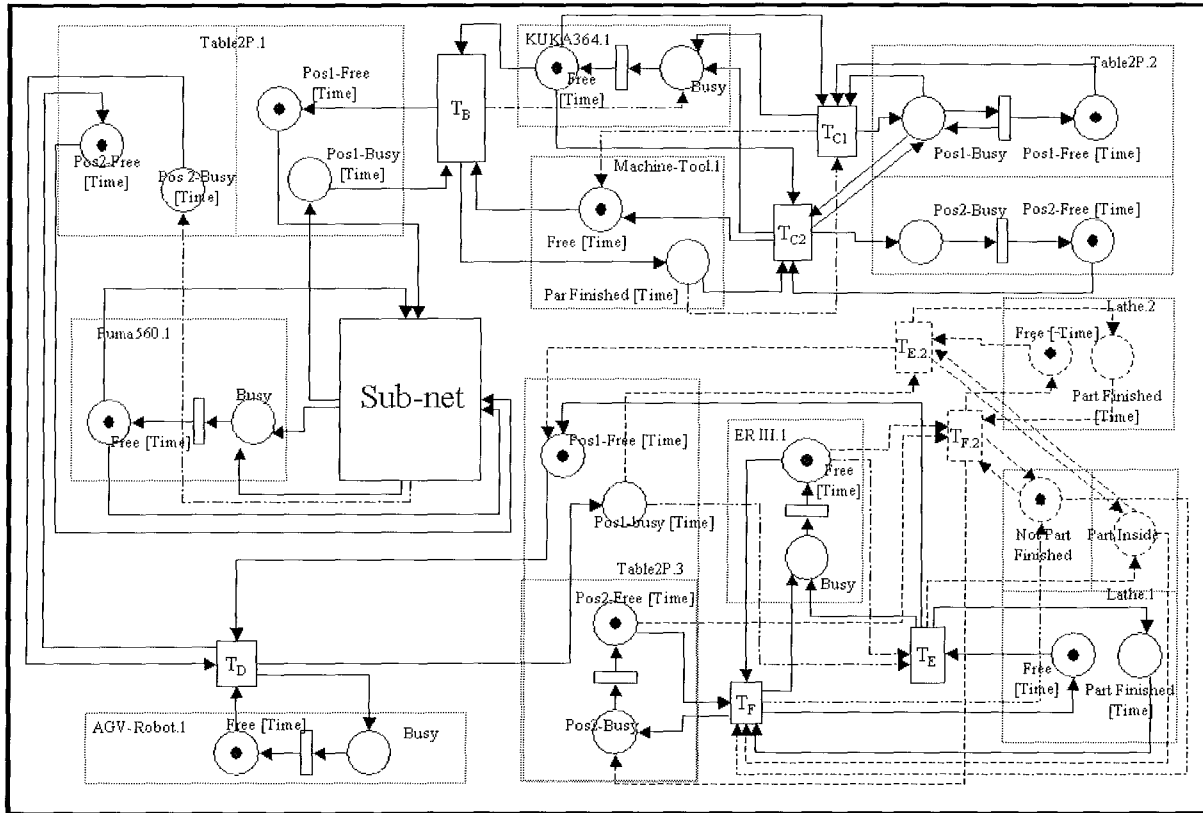 Table2P.1
Pos1-Free
[Time]
Pos2-Free
[Time]
Pos 2-Busy
[Time]
Pos1-Busy
[Time]
T_B
KUKA364.1
Free
[Time]
Busy
Machine-Tool.1
Free [Time]
Par Finished [Time]
T_C1
T_C2
Table2P.2
Pos1-Busy
Pos1-Free [Time]
Pos2-Busy
Pos2-Free [Time]
Puma560.1
Busy
Free [Time]
Sub-net
T_E.2
Lathe.2
Free [Time]
Part Finished
[Time]
T_F.2
Pos1-Free [Time]
Pos1-busy [Time]
ER III.1
Free
[Time]
Busy
Not Part
Finished
Part Inside
Table2P.3
Pos2-Free [Time]
Pos2-Busy
Lathe.1
T_E
Free
[Time]
Part Finished
[Time]
T_F
T_D
AGV-Robot.1
Free [Time]
Busy